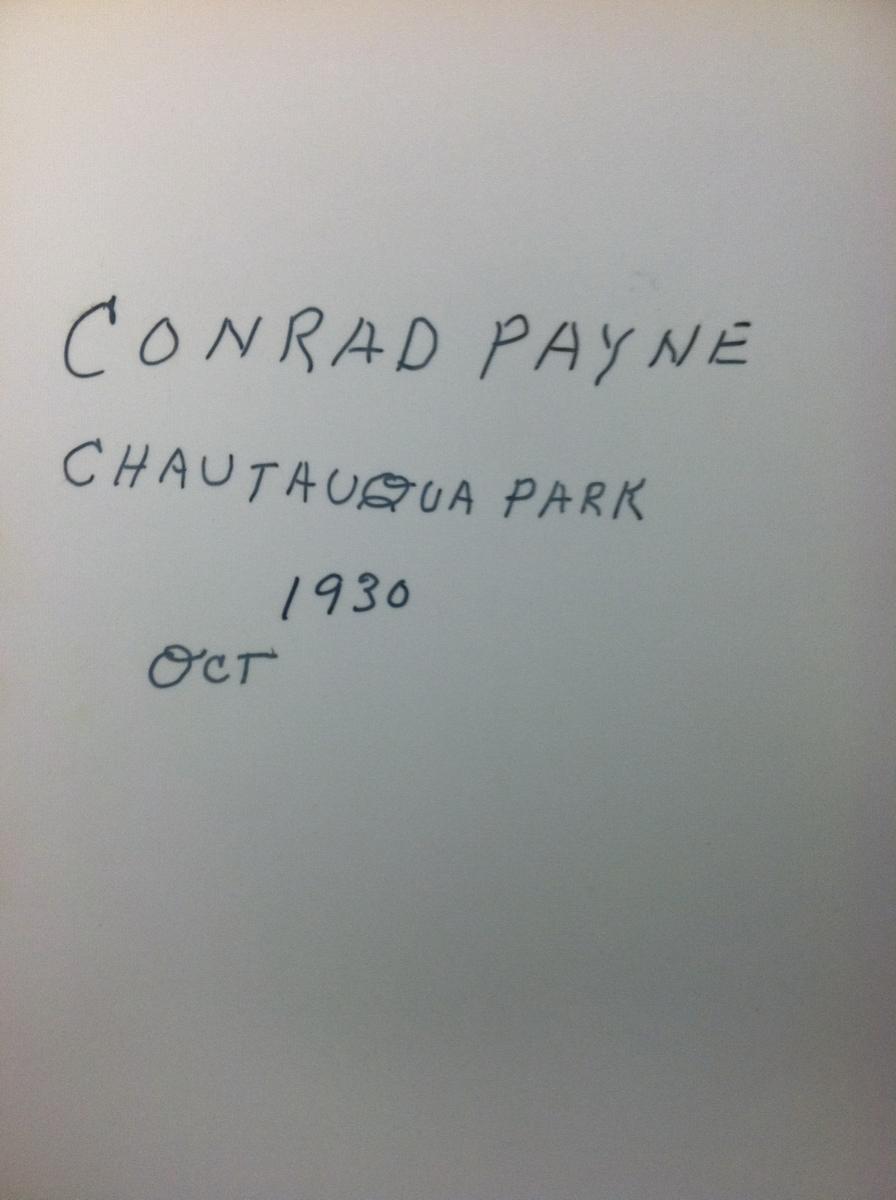 CONRAD PAYNE
CHAUTAUQUA PARK
1930
OCT